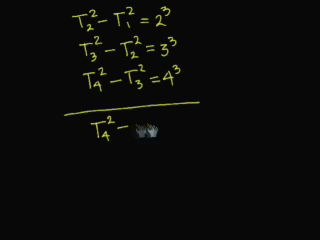 T₂² − T₁² = 2³
T₃² − T₂² = 3³
T₄² − T₃² = 4³
T₄² −